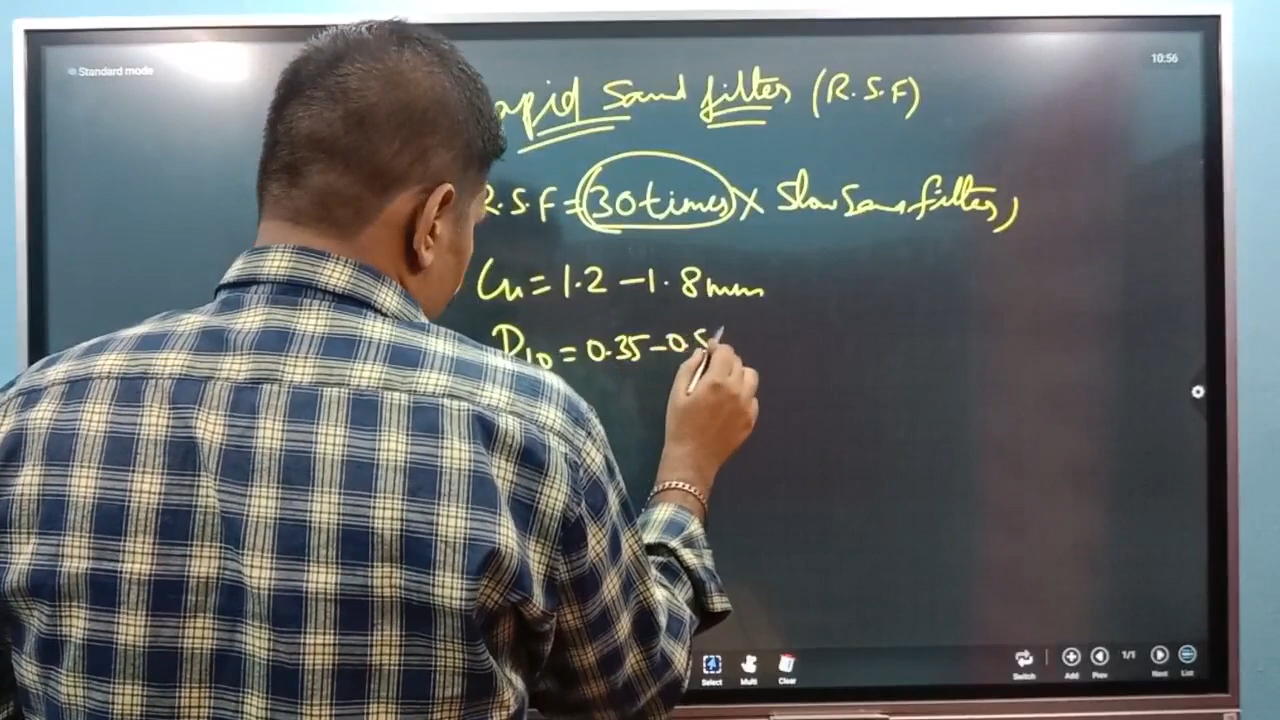 Standard mode
10:56
apid Sand filter (R.S.F)
R.S.F = 30 times × Slow Sand filter,
Cu = 1.2 - 1.8 mm
D10 = 0.35 - 0.5
Select Multi Clear
Switch Add Prev 1/1 Next List